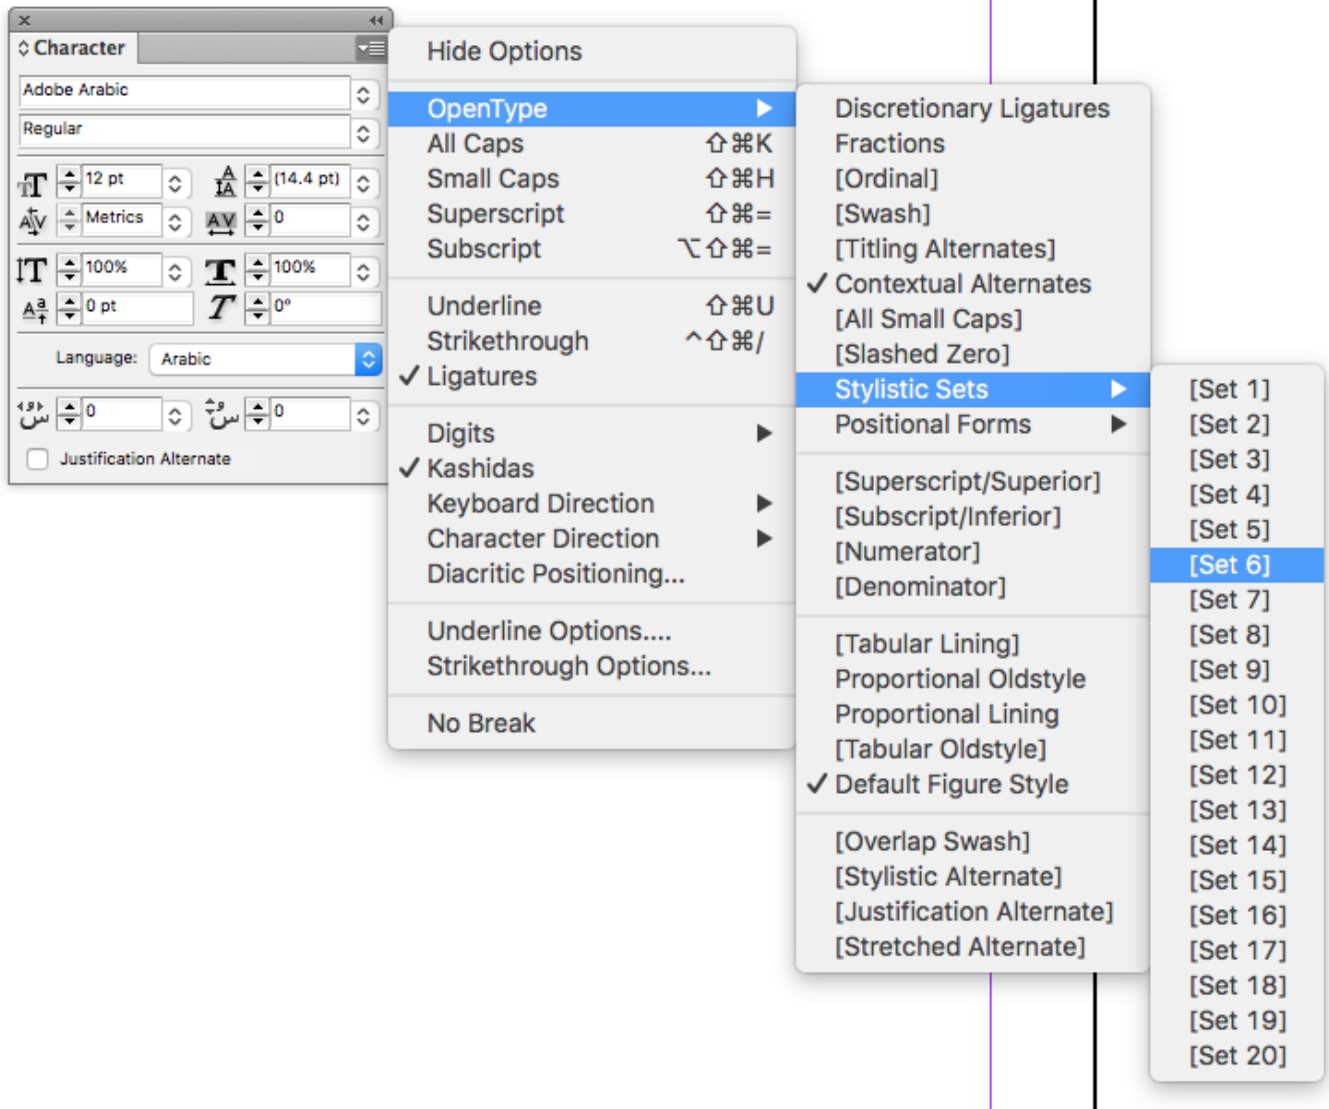 Character
Adobe Arabic
Regular
12 pt
(14.4 pt)
Metrics
0
100%
100%
0 pt
0°
Language: Arabic
0
0
Justification Alternate
Hide Options
OpenType
All Caps ⇧⌘K
Small Caps ⇧⌘H
Superscript ⇧⌘=
Subscript ⌥⇧⌘=
Underline ⇧⌘U
Strikethrough ^⇧⌘/
✓ Ligatures
Digits
✓ Kashidas
Keyboard Direction
Character Direction
Diacritic Positioning...
Underline Options....
Strikethrough Options...
No Break
Discretionary Ligatures
Fractions
[Ordinal]
[Swash]
[Titling Alternates]
✓ Contextual Alternates
[All Small Caps]
[Slashed Zero]
Stylistic Sets
Positional Forms
[Superscript/Superior]
[Subscript/Inferior]
[Numerator]
[Denominator]
[Tabular Lining]
Proportional Oldstyle
Proportional Lining
[Tabular Oldstyle]
✓ Default Figure Style
[Overlap Swash]
[Stylistic Alternate]
[Justification Alternate]
[Stretched Alternate]
[Set 1]
[Set 2]
[Set 3]
[Set 4]
[Set 5]
[Set 6]
[Set 7]
[Set 8]
[Set 9]
[Set 10]
[Set 11]
[Set 12]
[Set 13]
[Set 14]
[Set 15]
[Set 16]
[Set 17]
[Set 18]
[Set 19]
[Set 20]